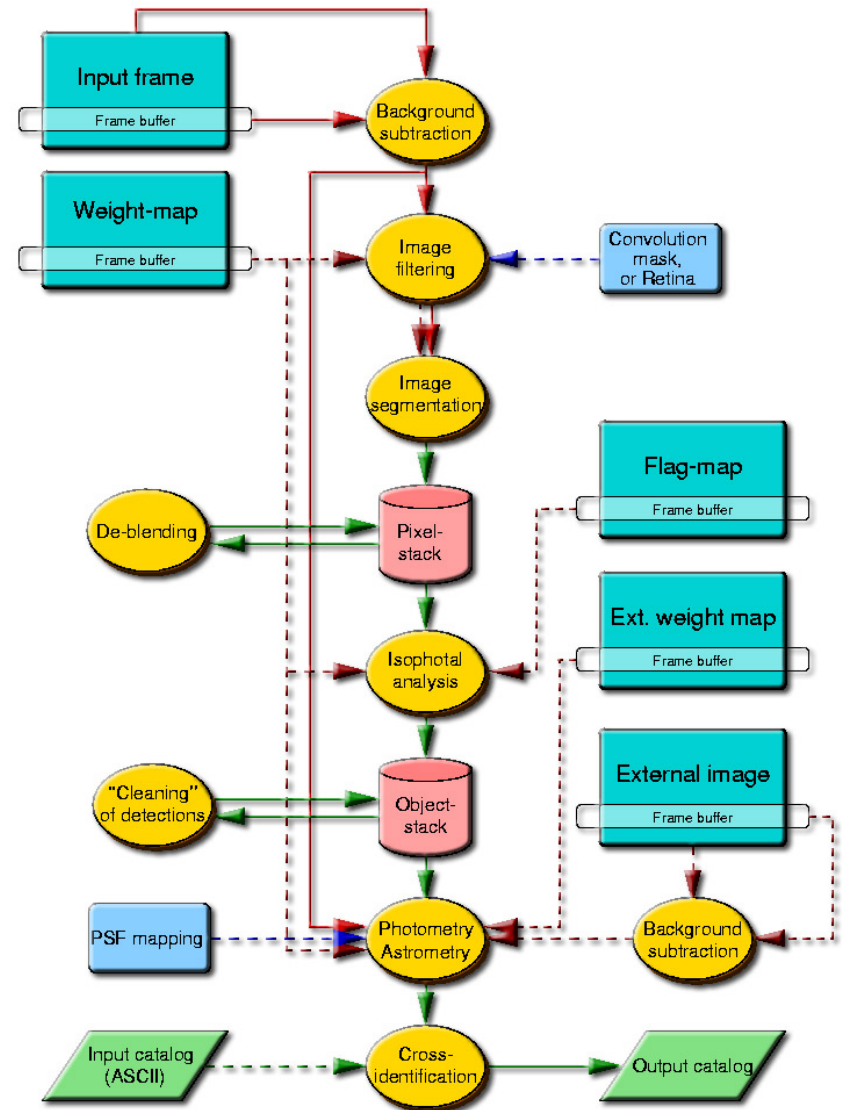 Input frame
Frame buffer
Background
subtraction
Weight-map
Frame buffer
Image
filtering
Convolution
mask,
or Retina
Image
segmentation
Flag-map
Frame buffer
De-blending
Pixel-
stack
Ext. weight map
Frame buffer
Isophotal
analysis
External image
Frame buffer
"Cleaning"
of detections
Object-
stack
PSF mapping
Photometry
Astrometry
Background
subtraction
Input catalog
(ASCII)
Cross-
identification
Output catalog